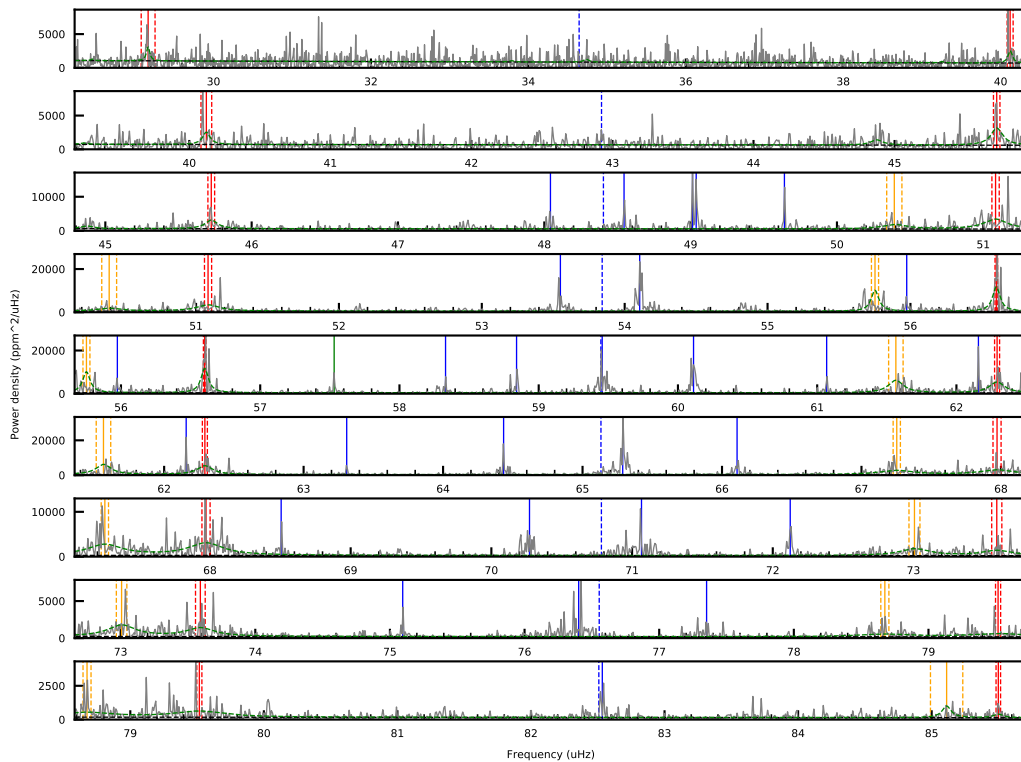 5000
0
30 32 34 36 38 40
5000
0
40 41 42 43 44 45
10000
0
45 46 47 48 49 50 51
20000
0
51 52 53 54 55 56
20000
0
56 57 58 59 60 61 62
20000
0
62 63 64 65 66 67 68
10000
0
68 69 70 71 72 73
5000
0
73 74 75 76 77 78 79
2500
0
79 80 81 82 83 84 85
Power density (ppm^2/uHz)
Frequency (uHz)